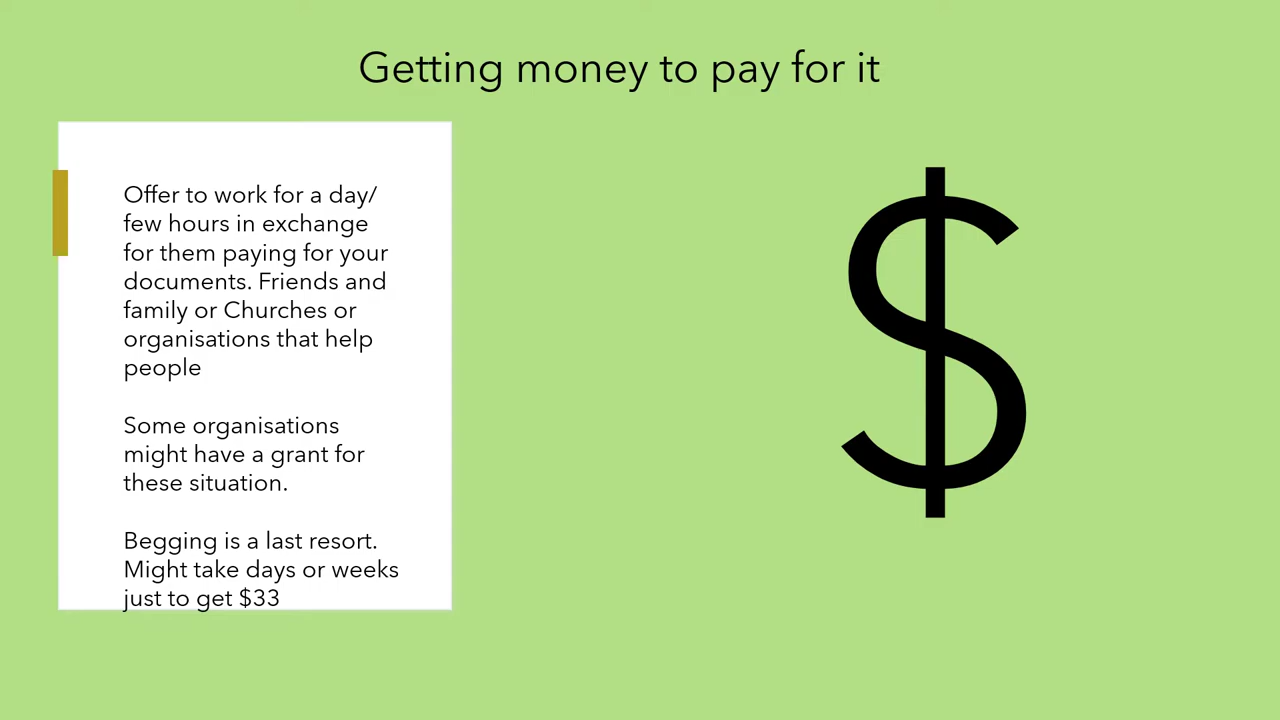 Getting money to pay for it
Offer to work for a day/
few hours in exchange
for them paying for your
documents. Friends and
family or Churches or
organisations that help
people
Some organisations
might have a grant for
these situation.
Begging is a last resort.
Might take days or weeks
just to get $33
$